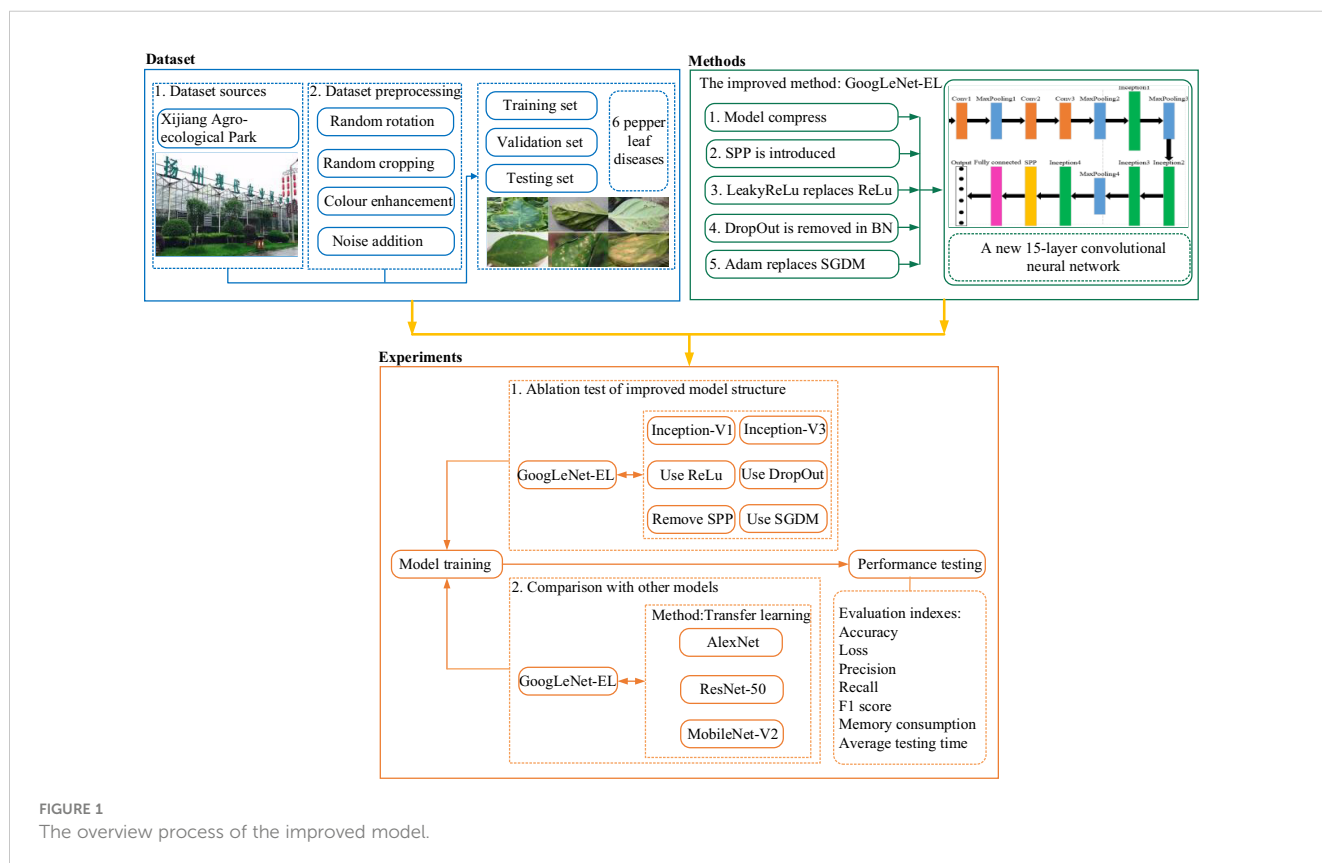 Dataset
1. Dataset sources
Xijiang Agro-
ecological Park
扬州现代农业
2. Dataset preprocessing
Random rotation
Random cropping
Colour enhancement
Noise addition
Training set
Validation set
Testing set
6 pepper
leaf
diseases
Methods
The improved method: GoogLeNet-EL
1. Model compress
2. SPP is introduced
3. LeakyReLu replaces ReLu
4. DropOut is removed in BN
5. Adam replaces SGDM
Conv1
MaxPooling1
Conv2
Conv3
MaxPooling2
Inception1
MaxPooling3
Output
Fully connected
SPP
Inception4
MaxPooling4
Inception3
Inception2
A new 15-layer convolutional
neural network
Experiments
1. Ablation test of improved model structure
GoogLeNet-EL
Inception-V1
Inception-V3
Use ReLu
Use DropOut
Remove SPP
Use SGDM
Model training
Performance testing
2. Comparison with other models
Method:Transfer learning
GoogLeNet-EL
AlexNet
ResNet-50
MobileNet-V2
Evaluation indexes:
Accuracy
Loss
Precision
Recall
F1 score
Memory consumption
Average testing time
FIGURE 1
The overview process of the improved model.